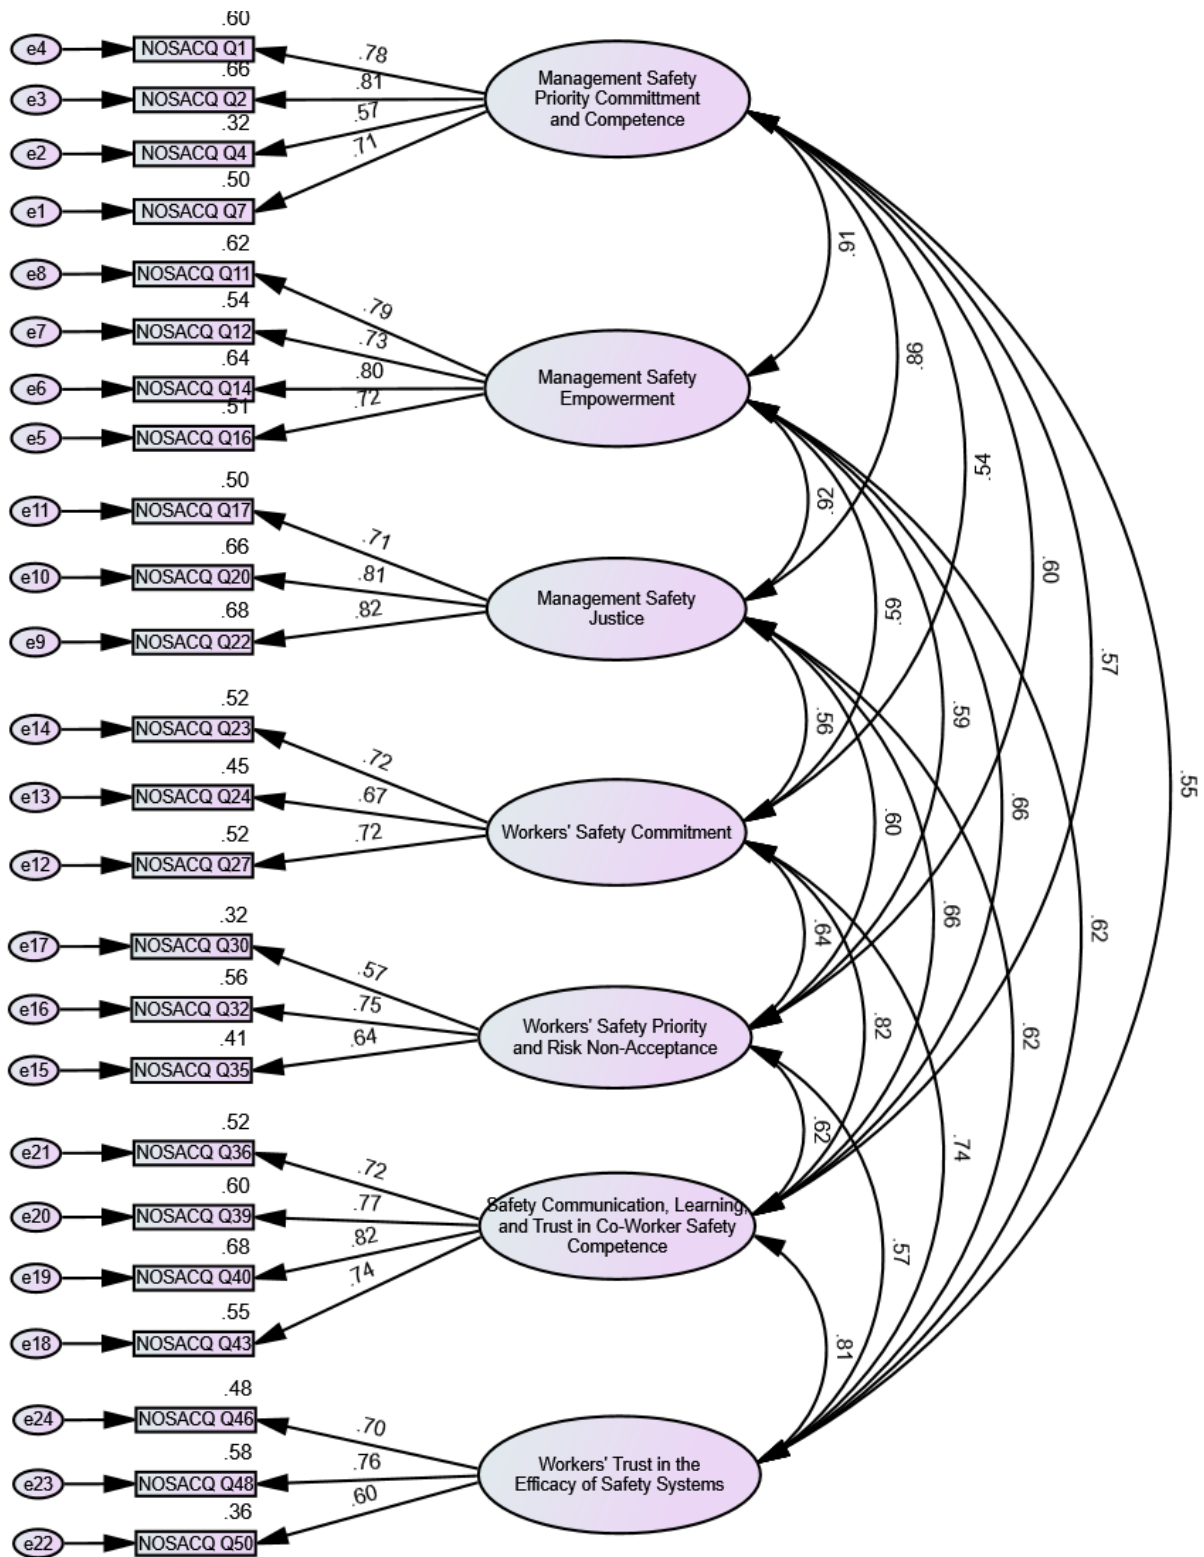 .60
e4
NOSACQ Q1
.78
.66
e3
NOSACQ Q2
.81
.32
e2
NOSACQ Q4
.57
.50
e1
NOSACQ Q7
.71
Management Safety
Priority Committment
and Competence
.62
e8
NOSACQ Q11
.79
.54
e7
NOSACQ Q12
.73
.64
e6
NOSACQ Q14
.80
.51
e5
NOSACQ Q16
.72
Management Safety
Empowerment
.50
e11
NOSACQ Q17
.71
.66
e10
NOSACQ Q20
.81
.68
e9
NOSACQ Q22
.82
Management Safety
Justice
.52
e14
NOSACQ Q23
.72
.45
e13
NOSACQ Q24
.67
.52
e12
NOSACQ Q27
.72
Workers' Safety Commitment
.32
e17
NOSACQ Q30
.57
.56
e16
NOSACQ Q32
.75
.41
e15
NOSACQ Q35
.64
Workers' Safety Priority
and Risk Non-Acceptance
.52
e21
NOSACQ Q36
.72
.60
e20
NOSACQ Q39
.77
.68
e19
NOSACQ Q40
.82
.55
e18
NOSACQ Q43
.74
Safety Communication, Learning,
and Trust in Co-Worker Safety
Competence
.48
e24
NOSACQ Q46
.70
.58
e23
NOSACQ Q48
.76
.36
e22
NOSACQ Q50
.60
Workers' Trust in the
Efficacy of Safety Systems
.91
.86
.54
.60
.57
.55
.92
.65
.59
.66
.62
.56
.60
.66
.62
.64
.82
.74
.62
.57
.81